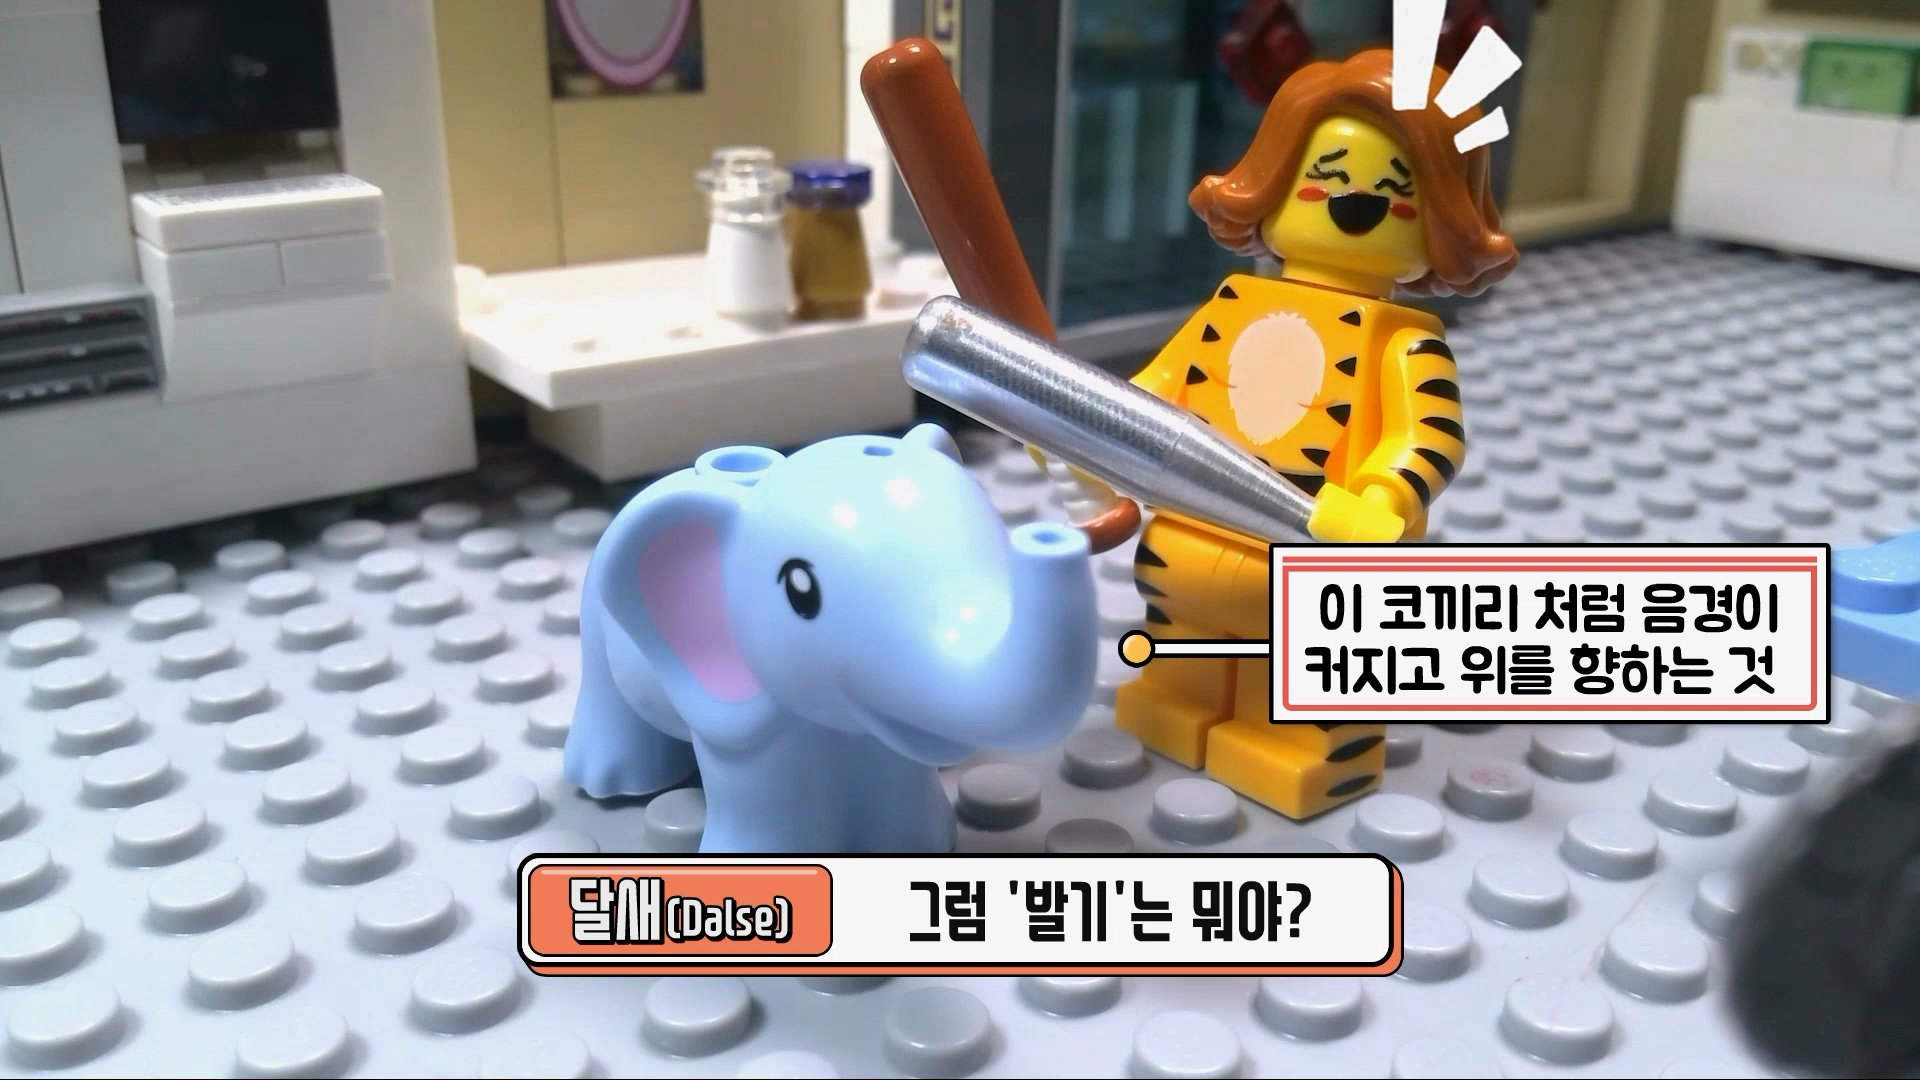 이 코끼리 처럼 음경이
커지고 위를 향하는 것
달새(Dalse) 그럼 '발기'는 뭐야?